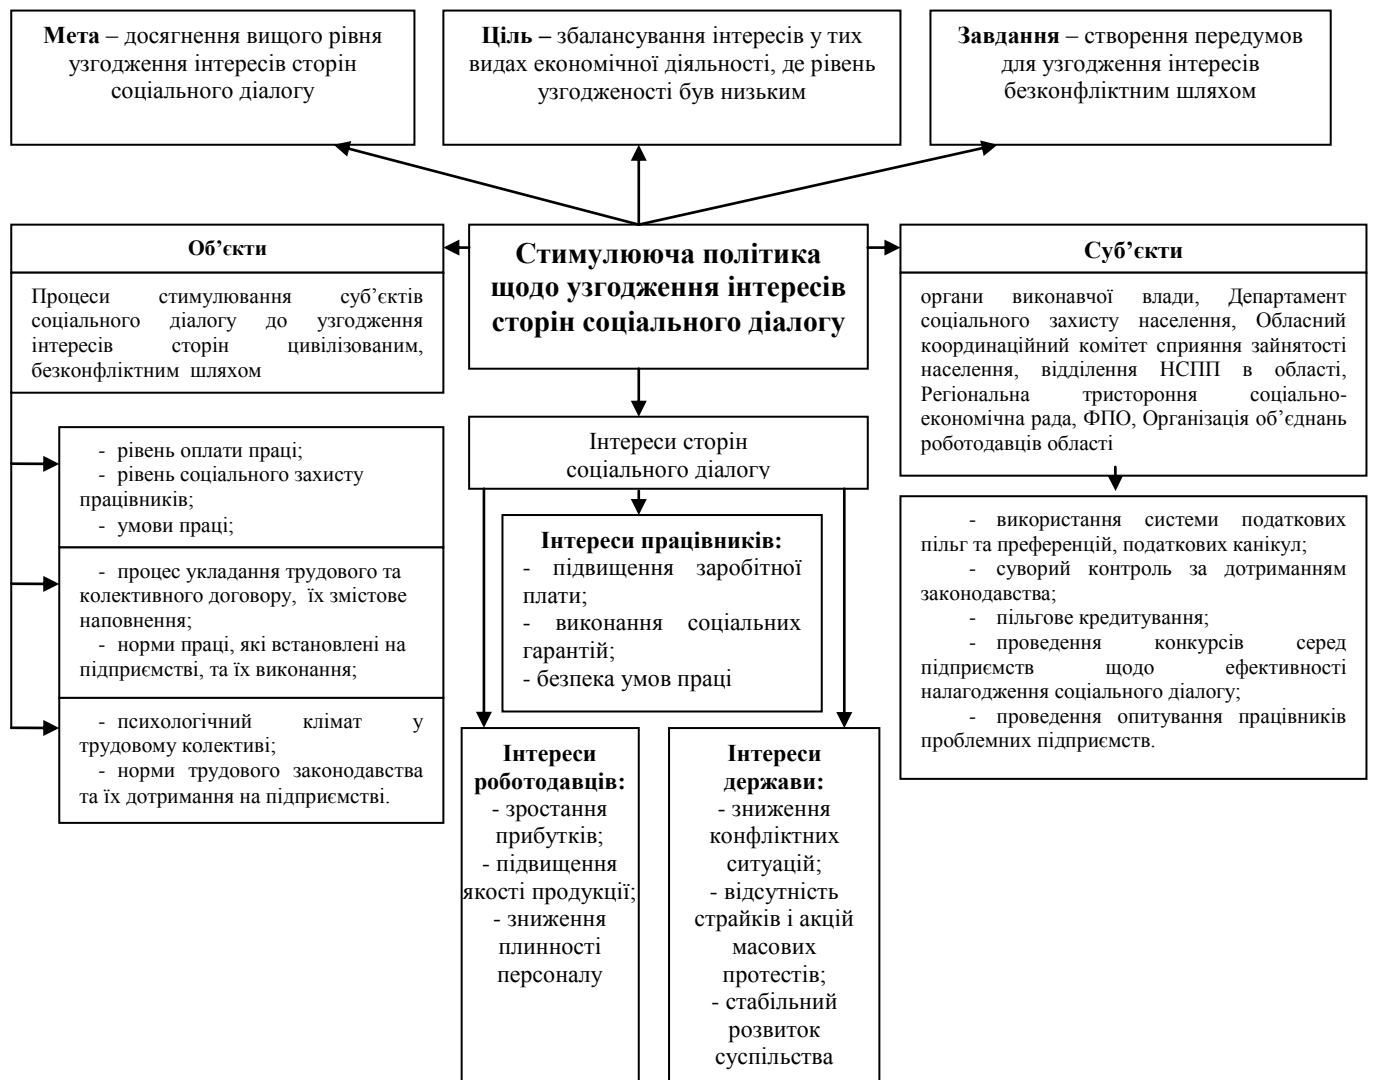 Мета – досягнення вищого рівня
узгодження інтересів сторін
соціального діалогу
Ціль – збалансування інтересів у тих
видах економічної діяльності, де рівень
узгодженості був низьким
Завдання – створення передумов
для узгодження інтересів
безконфліктним шляхом
Об’єкти
Процеси стимулювання суб’єктів
соціального діалогу до узгодження
інтересів сторін цивілізованим,
безконфліктним шляхом
- рівень оплати праці;
- рівень соціального захисту
працівників;
- умови праці;
- процес укладання трудового та
колективного договору, їх змістове
наповнення;
- норми праці, які встановлені на
підприємстві, та їх виконання;
- психологічний клімат у
трудовому колективі;
- норми трудового законодавства
та їх дотримання на підприємстві.
Стимулююча політика
щодо узгодження інтересів
сторін соціального діалогу
Інтереси сторін
соціального діалогу
Інтереси працівників:
- підвищення заробітної
плати;
- виконання соціальних
гарантій;
- безпека умов праці
Інтереси
роботодавців:
- зростання
прибутків;
- підвищення
якості продукції;
- зниження
плинності
персоналу
Інтереси
держави:
- зниження
конфліктних
ситуацій;
- відсутність
страйків і акцій
масових
протестів;
- стабільний
розвиток
суспільства
Суб’єкти
органи виконавчої влади, Департамент
соціального захисту населення, Обласний
координаційний комітет сприяння зайнятості
населення, відділення НСПП в області,
Регіональна тристороння соціально-
економічна рада, ФПО, Організація об’єднань
роботодавців області
- використання системи податкових
пільг та преференцій, податкових канікул;
- суворий контроль за дотриманням
законодавства;
- пільгове кредитування;
- проведення конкурсів серед
підприємств щодо ефективності
налагодження соціального діалогу;
- проведення опитування працівників
проблемних підприємств.